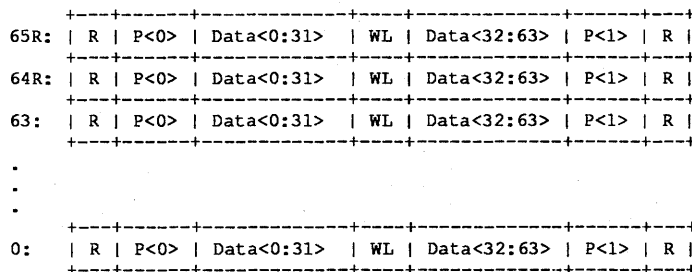 +---+------+---------------+----+---------------+------+---+
65R: | R | P<0> | Data<0:31> | WL | Data<32:63> | P<1> | R |
+---+------+---------------+----+---------------+------+---+
64R: | R | P<0> | Data<0:31> | WL | Data<32:63> | P<1> | R |
+---+------+---------------+----+---------------+------+---+
63: | R | P<0> | Data<0:31> | WL | Data<32:63> | P<1> | R |
+---+------+---------------+----+---------------+------+---+
.
.
.
+---+------+---------------+----+---------------+------+---+
0: | R | P<0> | Data<0:31> | WL | Data<32:63> | P<1> | R |
+---+------+---------------+----+---------------+------+---+